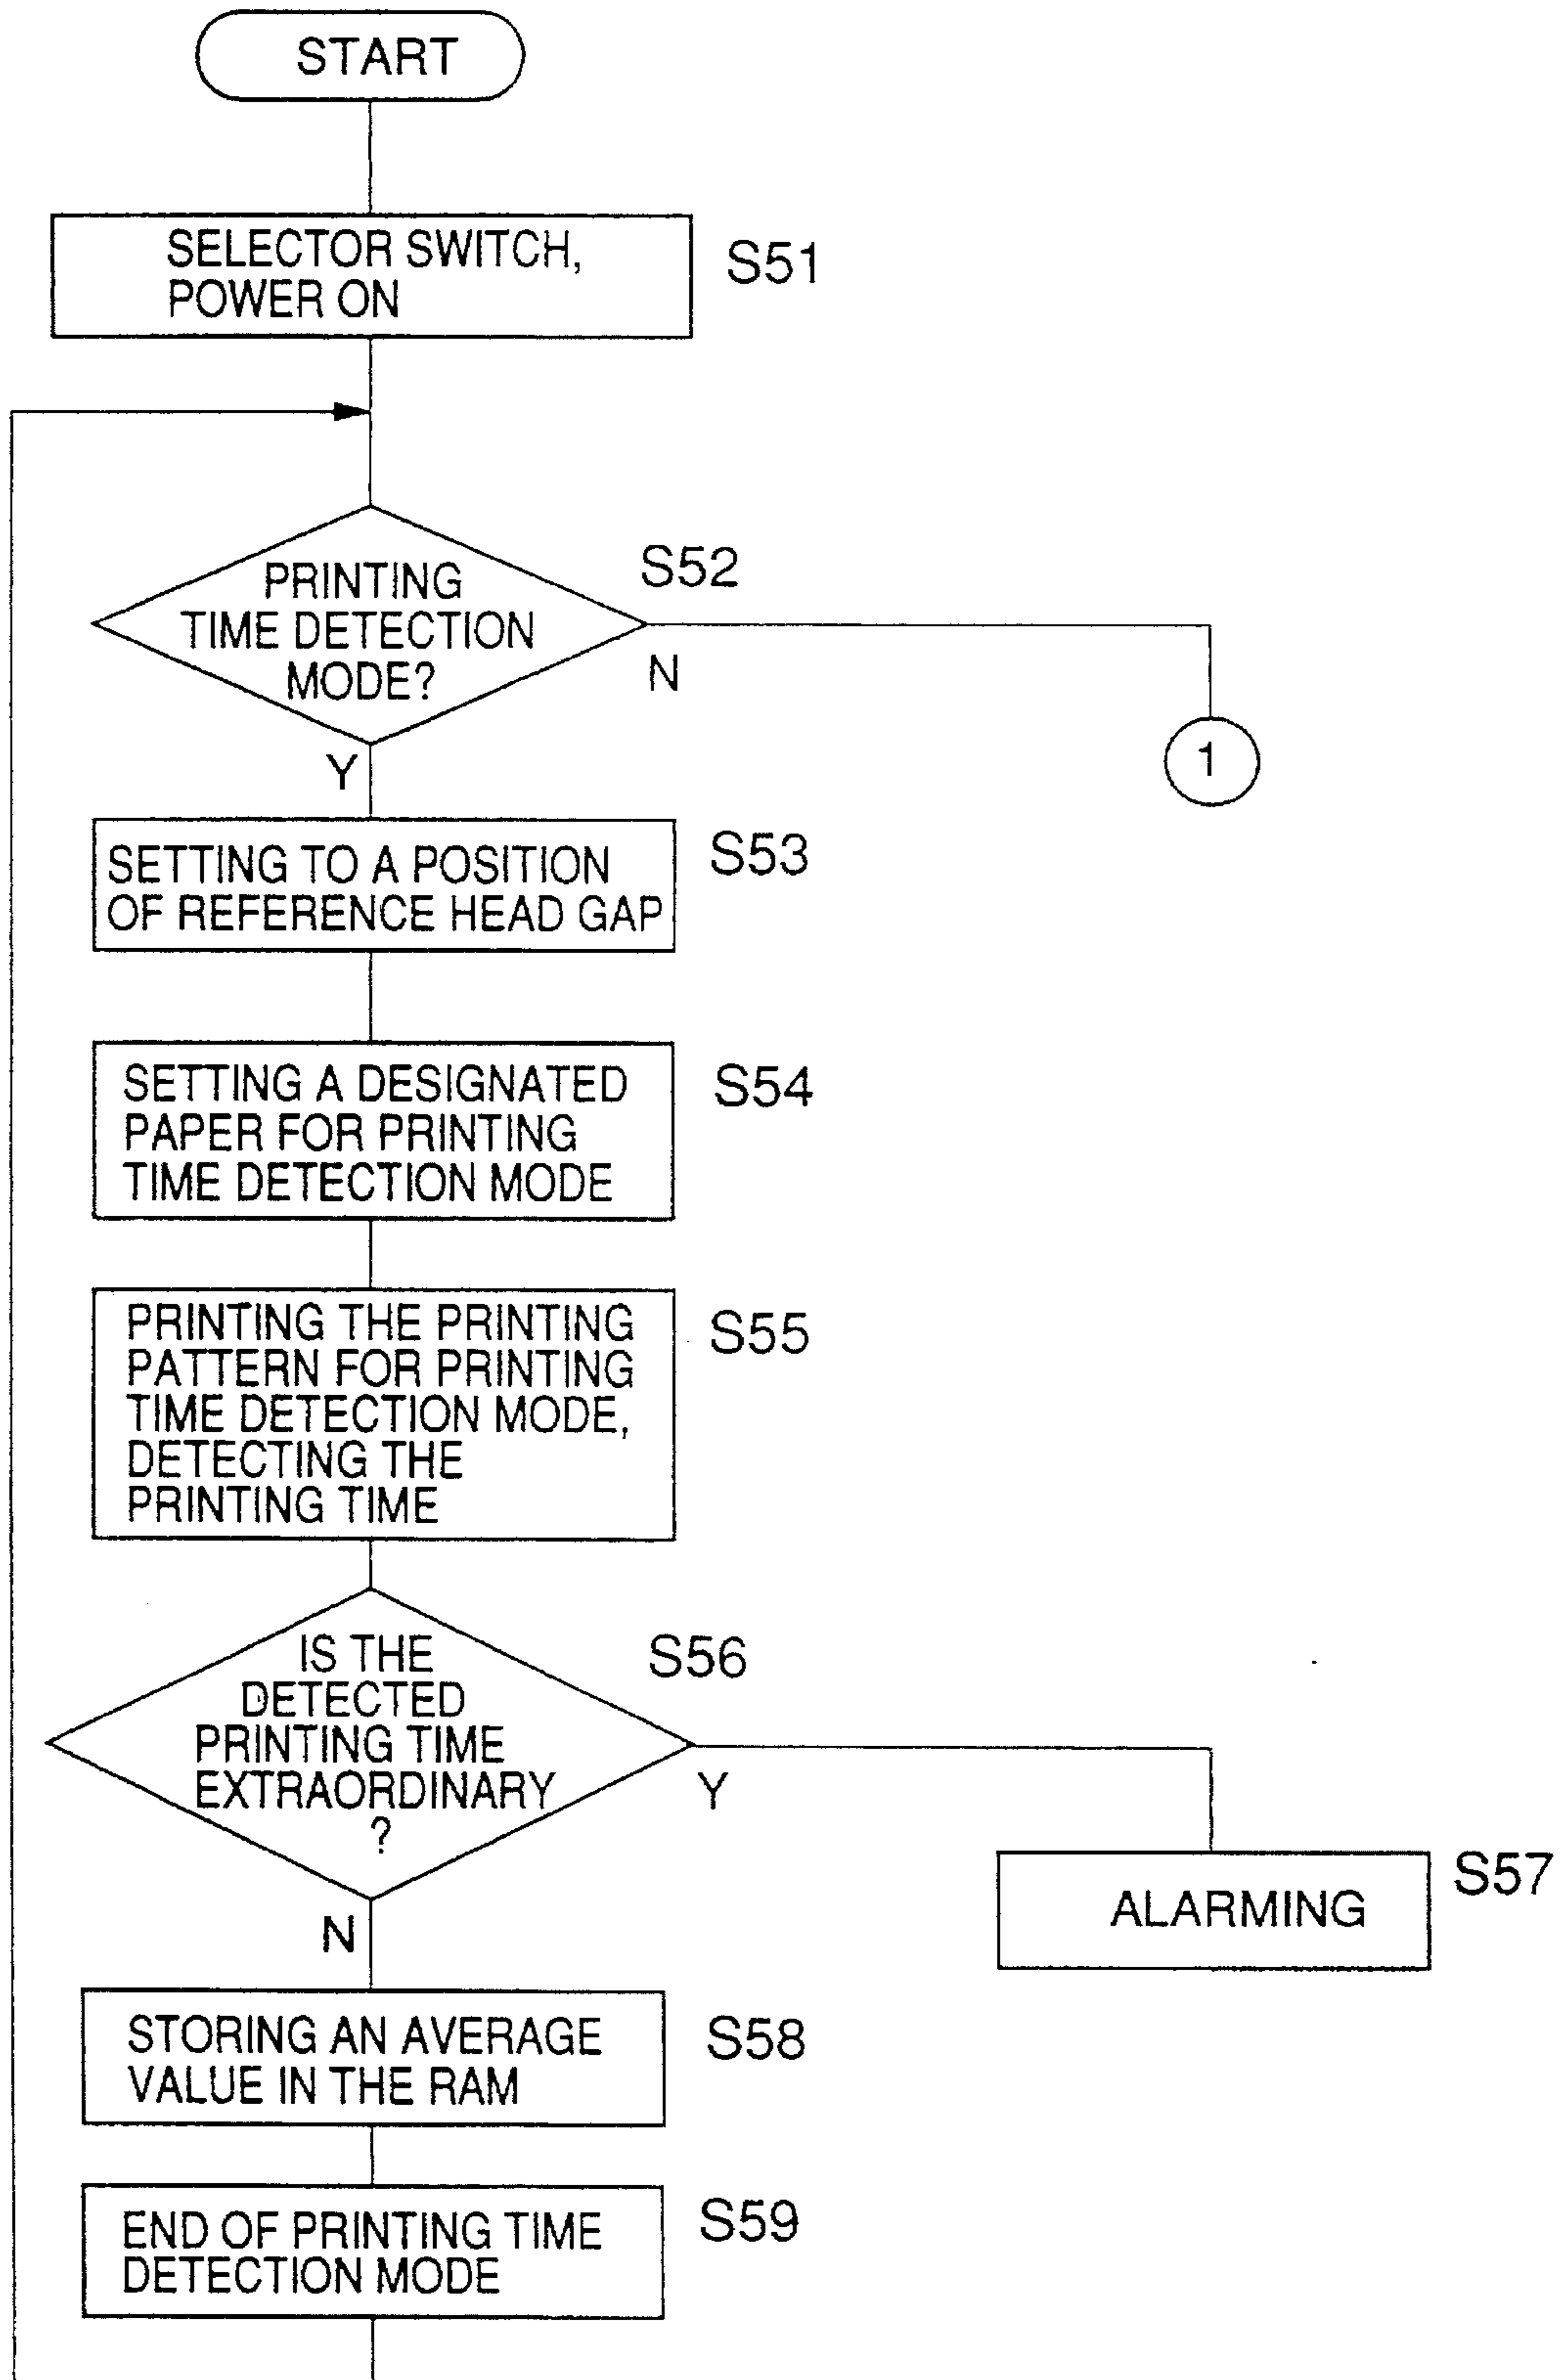 START
SELECTOR SWITCH,
POWER ON
S51
PRINTING
TIME DETECTION
MODE?
S52
N
Y
1
SETTING TO A POSITION
OF REFERENCE HEAD GAP
S53
SETTING A DESIGNATED
PAPER FOR PRINTING
TIME DETECTION MODE
S54
PRINTING THE PRINTING
PATTERN FOR PRINTING
TIME DETECTION MODE,
DETECTING THE
PRINTING TIME
S55
IS THE
DETECTED
PRINTING TIME
EXTRAORDINARY
?
S56
Y
N
ALARMING
S57
STORING AN AVERAGE
VALUE IN THE RAM
S58
END OF PRINTING TIME
DETECTION MODE
S59